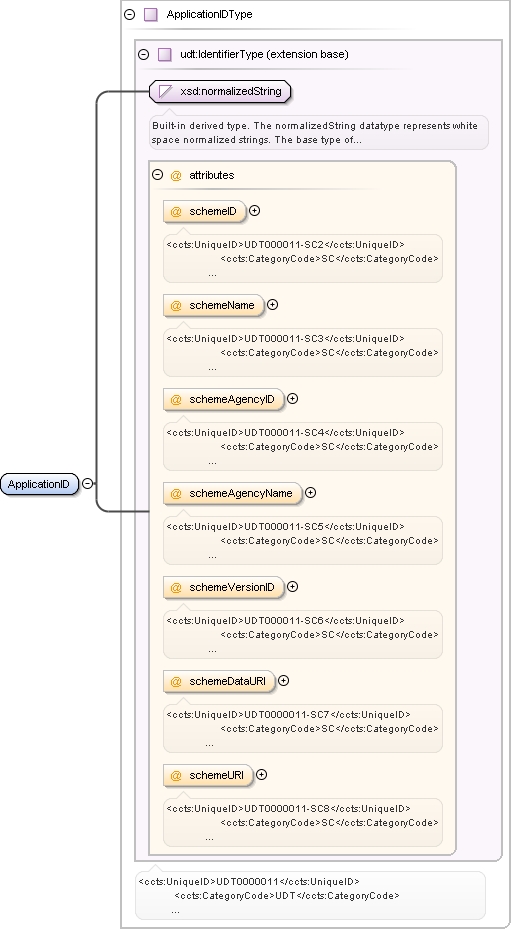 ApplicationIDType
udt:IdentifierType (extension base)
xsd:normalizedString
Built-in derived type. The normalizedString datatype represents white
space normalized strings. The base type of...
@ attributes
@ schemeID
<ccts:UniqueID>UDT000011-SC2</ccts:UniqueID>
<ccts:CategoryCode>SC</ccts:CategoryCode>
...
@ schemeName
<ccts:UniqueID>UDT000011-SC3</ccts:UniqueID>
<ccts:CategoryCode>SC</ccts:CategoryCode>
...
@ schemeAgencyID
<ccts:UniqueID>UDT000011-SC4</ccts:UniqueID>
<ccts:CategoryCode>SC</ccts:CategoryCode>
...
ApplicationID
@ schemeAgencyName
<ccts:UniqueID>UDT000011-SC5</ccts:UniqueID>
<ccts:CategoryCode>SC</ccts:CategoryCode>
...
@ schemeVersionID
<ccts:UniqueID>UDT000011-SC6</ccts:UniqueID>
<ccts:CategoryCode>SC</ccts:CategoryCode>
...
@ schemeDataURI
<ccts:UniqueID>UDT0000011-SC7</ccts:UniqueID>
<ccts:CategoryCode>SC</ccts:CategoryCode>
...
@ schemeURI
<ccts:UniqueID>UDT0000011-SC8</ccts:UniqueID>
<ccts:CategoryCode>SC</ccts:CategoryCode>
...
<ccts:UniqueID>UDT0000011</ccts:UniqueID>
<ccts:CategoryCode>UDT</ccts:CategoryCode>
...